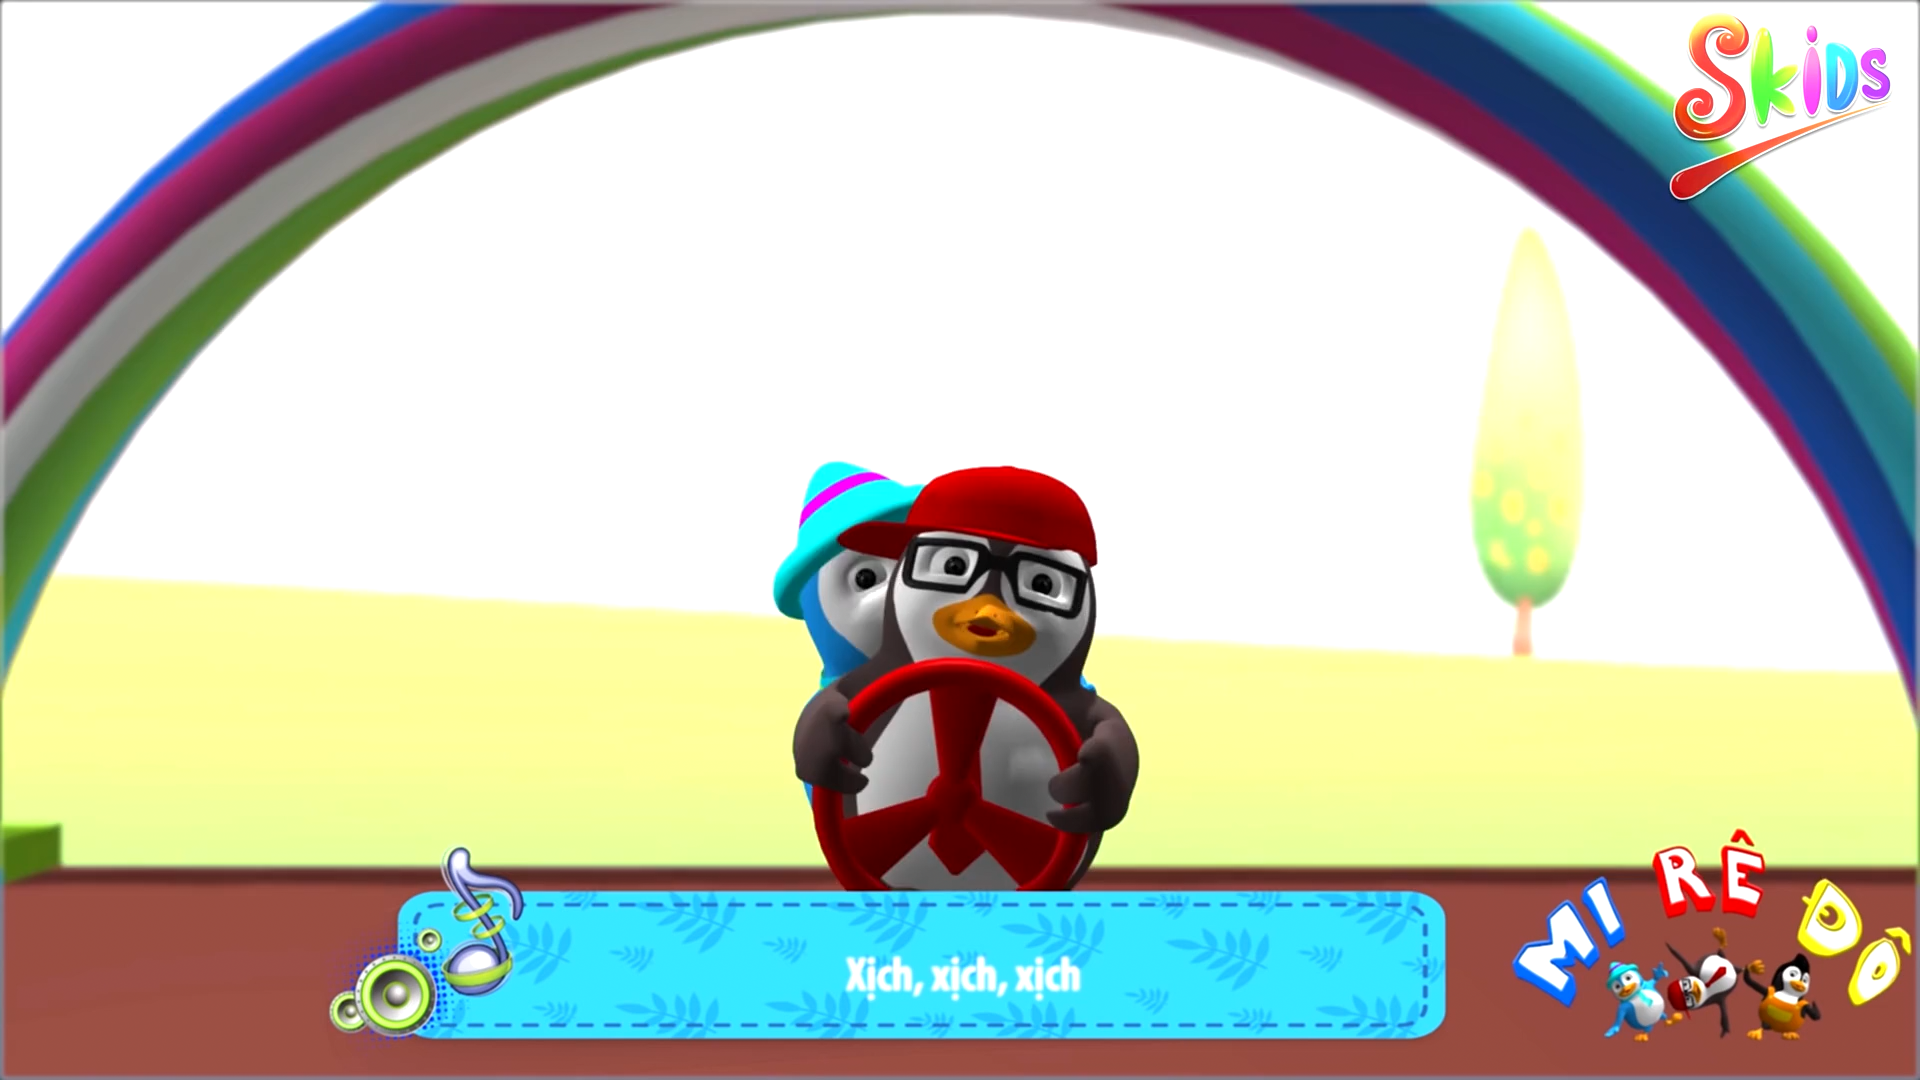 Skids
Xịch, xịch, xịch
MI RÊ ĐÔ